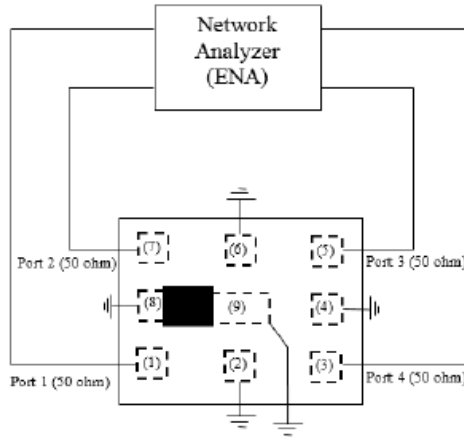 Network
Analyzer
(ENA)
(7)
(6)
(5)
Port 2 (50 ohm)
Port 3 (50 ohm)
(8)
(9)
(4)
(1)
(2)
(3)
Port 1 (50 ohm)
Port 4 (50 ohm)